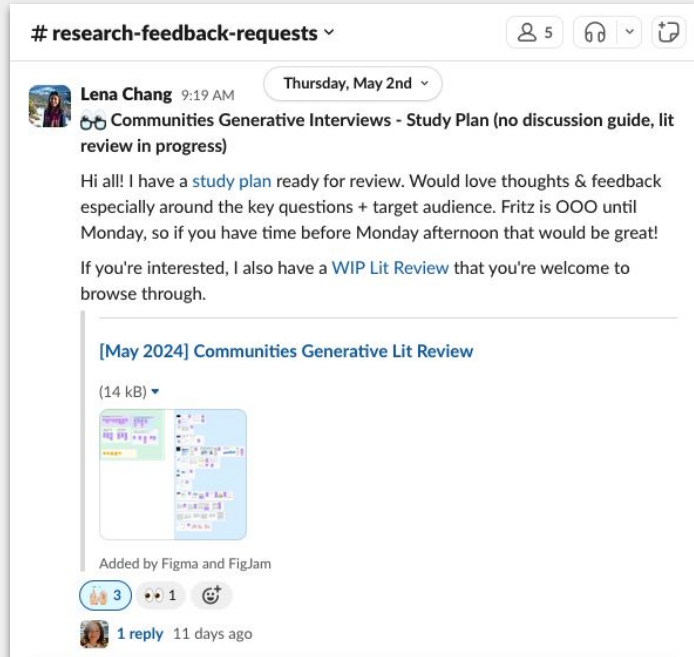 # research-feedback-requests
5
Thursday, May 2nd
Lena Chang 9:19 AM
Communities Generative Interviews - Study Plan (no discussion guide, lit
review in progress)
Hi all! I have a study plan ready for review. Would love thoughts & feedback
especially around the key questions + target audience. Fritz is OOO until
Monday, so if you have time before Monday afternoon that would be great!
If you're interested, I also have a WIP Lit Review that you're welcome to
browse through.
[May 2024] Communities Generative Lit Review
(14 kB)
Added by Figma and FigJam
3 1
1 reply 11 days ago